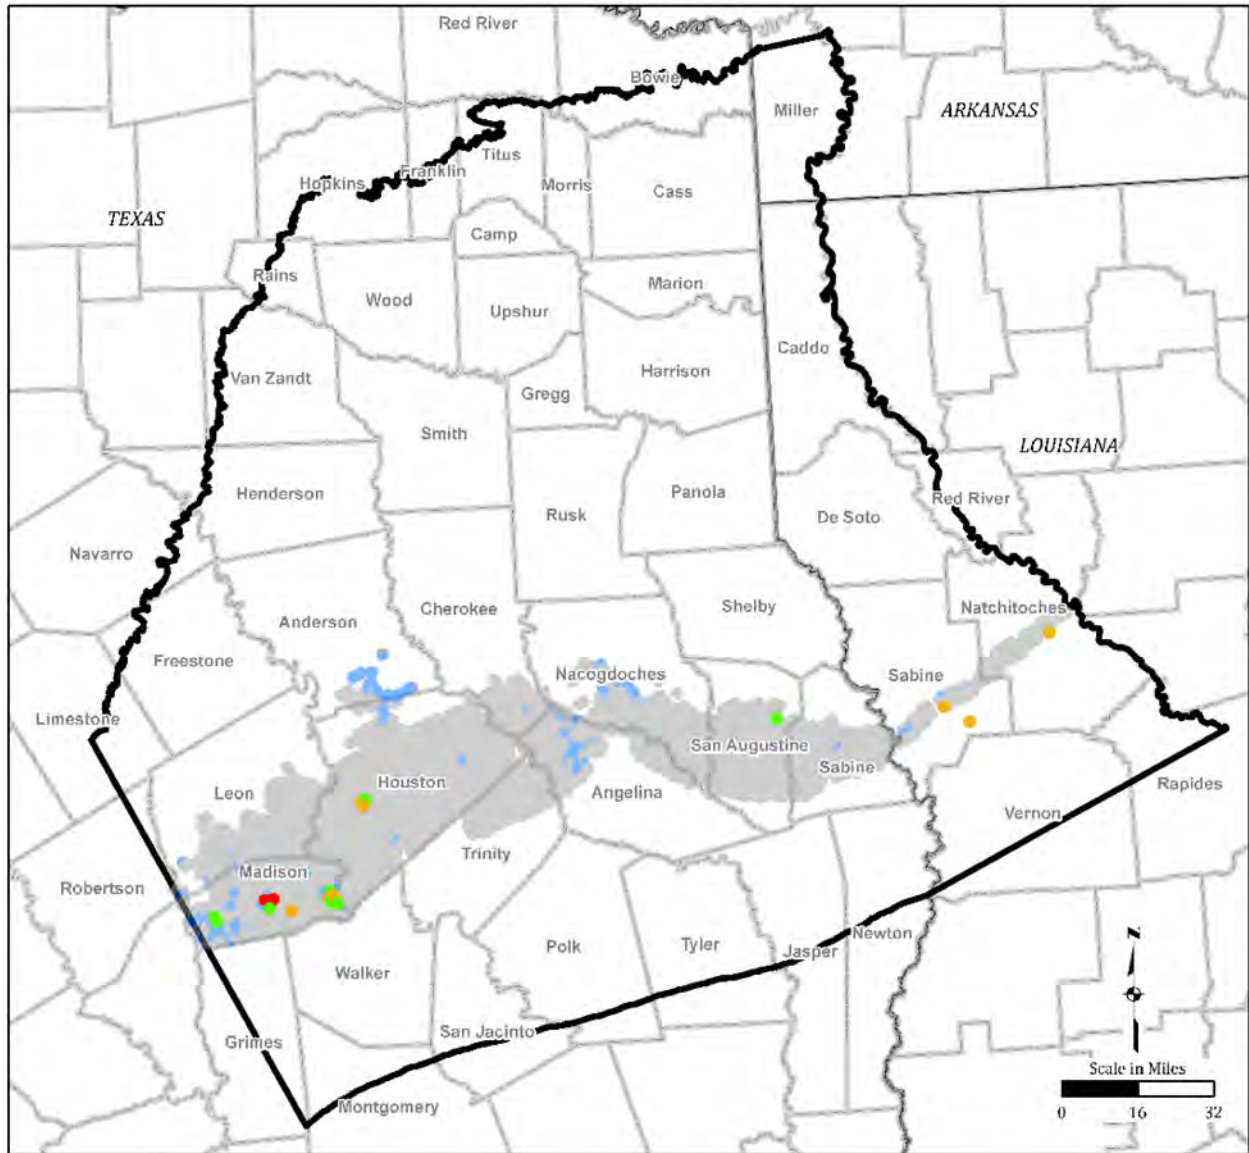 Red River
Bowie
Miller
ARKANSAS
Titus
Franklin
Hopkins
Morris
Cass
TEXAS
Camp
Rains
Marion
Wood
Upshur
Caddo
Harrison
Van Zandt
Gregg
Smith
LOUISIANA
Henderson
Panola
Red River
Rusk
De Soto
Navarro
Shelby
Natchitoches
Cherokee
Anderson
Freestone
Nacogdoches
Sabine
Limestone
San Augustine
Sabine
Houston
Rapides
Leon
Angelina
Vernon
Trinity
Madison
Robertson
Newton
N
Polk
Tyler
Jasper
Walker
San Jacinto
Grimes
Scale in Miles
Montgomery
0 16 32